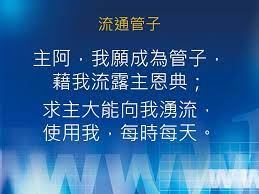 流通管子
主阿，我願成為管子，
藉我流露主恩典；
求主大能向我湧流，
使用我，每時每天。
WWW